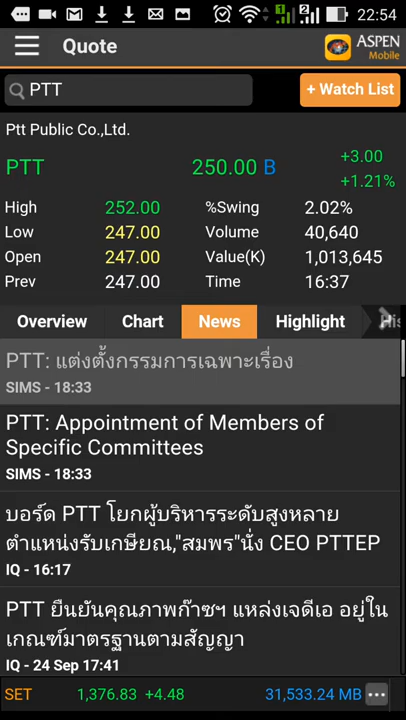 22:54
Quote
ASPEN
Mobile
PTT
+ Watch List
Ptt Public Co.,Ltd.
PTT 250.00 B +3.00
+1.21%
High 252.00 %Swing 2.02%
Low 247.00 Volume 40,640
Open 247.00 Value(K) 1,013,645
Prev 247.00 Time 16:37
Overview Chart News Highlight His
PTT: แต่งตั้งกรรมการเฉพาะเรื่อง
SIMS - 18:33
PTT: Appointment of Members of
Specific Committees
SIMS - 18:33
บอร์ด PTT โยกผู้บริหารระดับสูงหลาย
ตำแหน่งรับเกษียณ,"สมพร"นั่ง CEO PTTEP
IQ - 16:17
PTT ยืนยันคุณภาพก๊าซฯ แหล่งเจดีเอ อยู่ใน
เกณฑ์มาตรฐานตามสัญญา
IQ - 24 Sep 17:41
SET 1,376.83 +4.48 31,533.24 MB